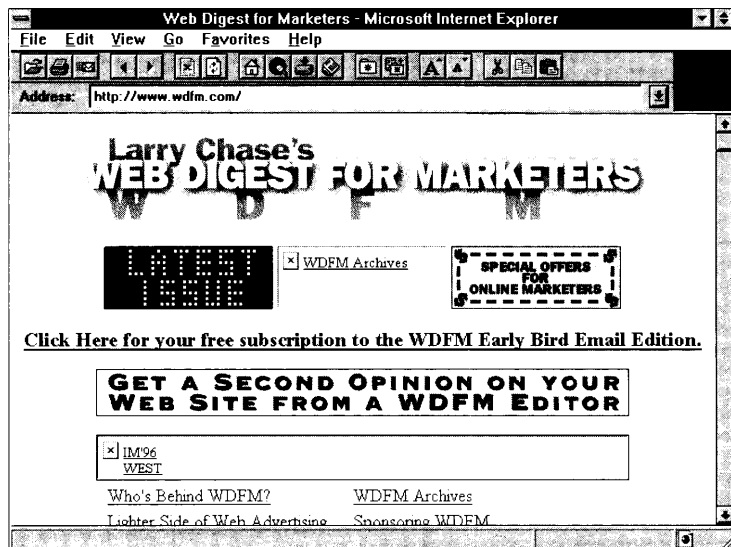 Web Digest for Marketers - Microsoft Internet Explorer
File Edit View Go Favorites Help
Address: http://www.wdfm.com/
Larry Chase's
WEB DIGEST FOR MARKETERS
W D F M
LATEST
ISSUE
WDFM Archives
SPECIAL OFFERS
FOR
ONLINE MARKETERS
Click Here for your free subscription to the WDFM Early Bird Email Edition.
GET A SECOND OPINION ON YOUR
WEB SITE FROM A WDFM EDITOR
IM'96
WEST
Who's Behind WDFM? WDFM Archives
Lighter Side of Web Advertising Sponsoring WDFM